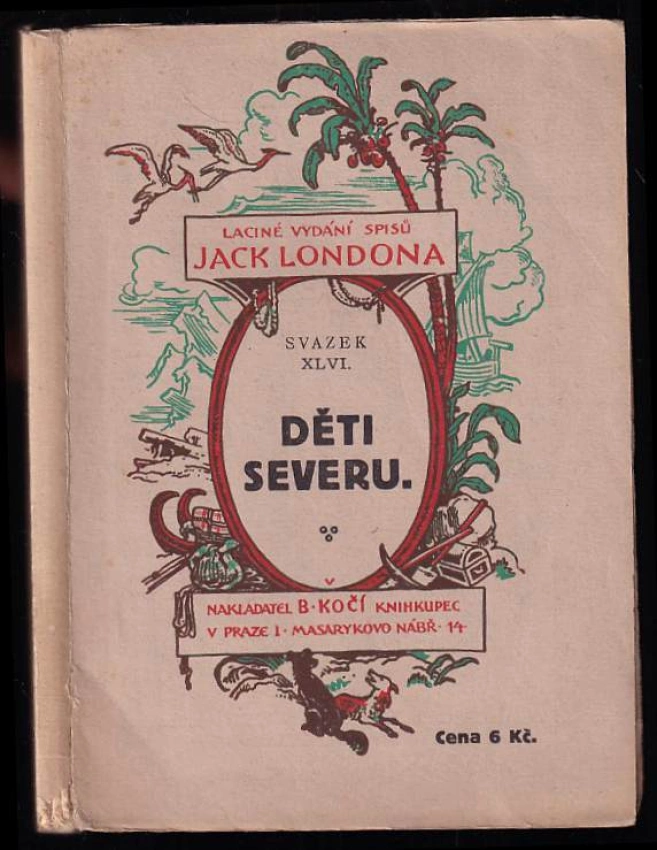 LACINÉ VYDÁNÍ SPISŮ
JACK LONDONA
SVAZEK
XLVI.
DĚTI
SEVERU.
NAKLADATEL B·KOČÍ KNIHKUPEC
V PRAZE I· MASARYKOVO NÁBŘ· 14·
Cena 6 Kč.